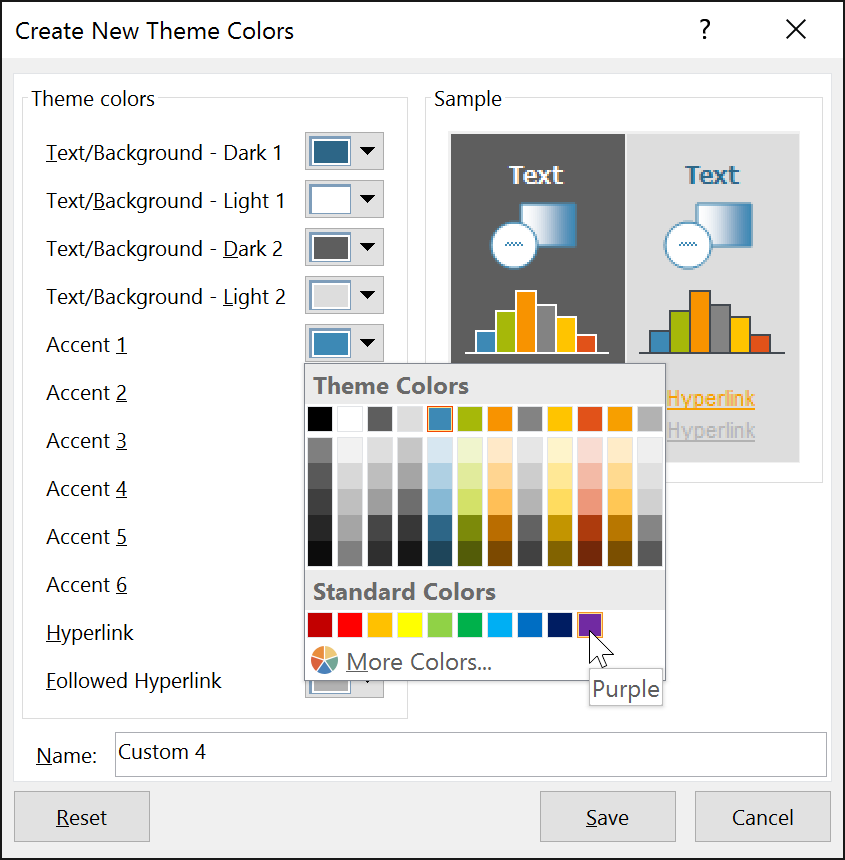 Create New Theme Colors
?
Theme colors
Text/Background - Dark 1
Text/Background - Light 1
Text/Background - Dark 2
Text/Background - Light 2
Accent 1
Accent 2
Accent 3
Accent 4
Accent 5
Accent 6
Hyperlink
Followed Hyperlink
Sample
Text Text
Hyperlink
Hyperlink
Theme Colors
Standard Colors
More Colors...
Purple
Name: Custom 4
Reset Save Cancel